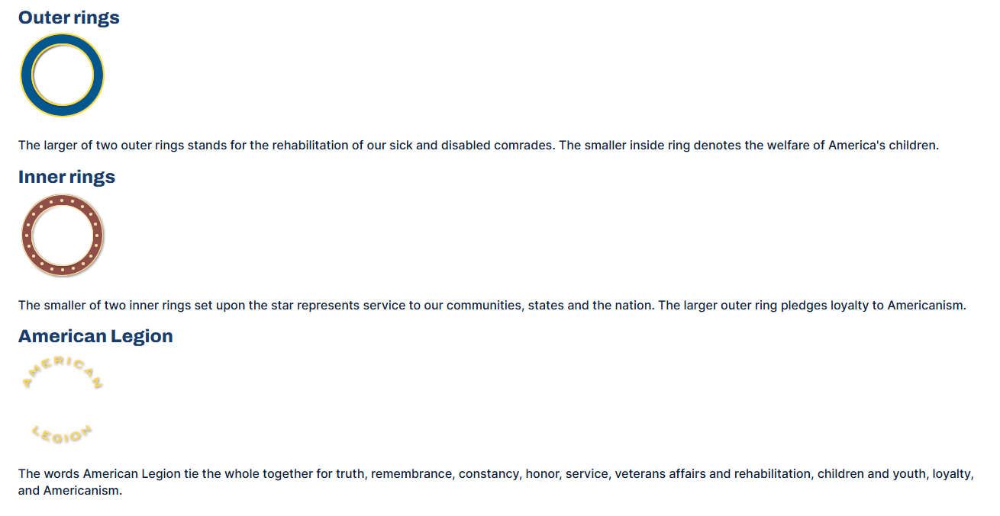 Outer rings
The larger of two outer rings stands for the rehabilitation of our sick and disabled comrades. The smaller inside ring denotes the welfare of America's children.
Inner rings
The smaller of two inner rings set upon the star represents service to our communities, states and the nation. The larger outer ring pledges loyalty to Americanism.
American Legion
AMERICAN
LEGION
The words American Legion tie the whole together for truth, remembrance, constancy, honor, service, veterans affairs and rehabilitation, children and youth, loyalty,
and Americanism.